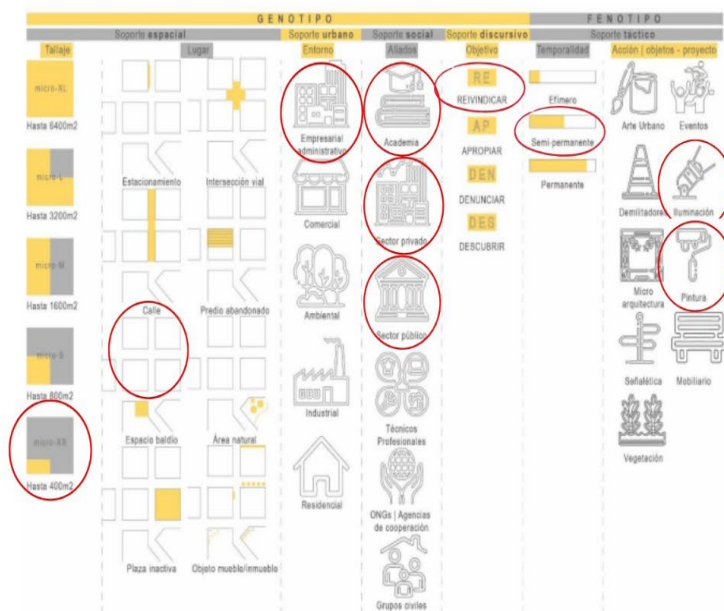 GENOTIPO
FENOTIPO
Soporte espacial
Soporte urbano
Soporte social
Soporte discursivo
Soporte táctico
Tallaje
Lugar
Entorno
Aliados
Objetivo
Temporalidad
Acción | objetos - proyecto
micro-XL
Hasta 6400m2
micro-L
Hasta 3200m2
micro-M
Hasta 1600m2
micro-S
Hasta 800m2
micro-XS
Hasta 400m2
Estacionamiento
Intersección vial
Calle
Predio abandonado
Espacio baldío
Área natural
Plaza inactiva
Objeto mueble/inmueble
Empresarial
administrativo
Comercial
Ambiental
Industrial
Residencial
Academia
Sector privado
Sector público
Técnicos
Profesionales
ONGs | Agencias
de cooperación
Grupos civiles
RE
REIVINDICAR
AP
APROPIAR
DEN
DENUNCIAR
DES
DESCUBRIR
Efímero
Semi-permanente
Permanente
Arte Urbano
Eventos
Demilitadores
Iluminación
Micro
arquitectura
Pintura
Señalética
Mobiliario
Vegetación